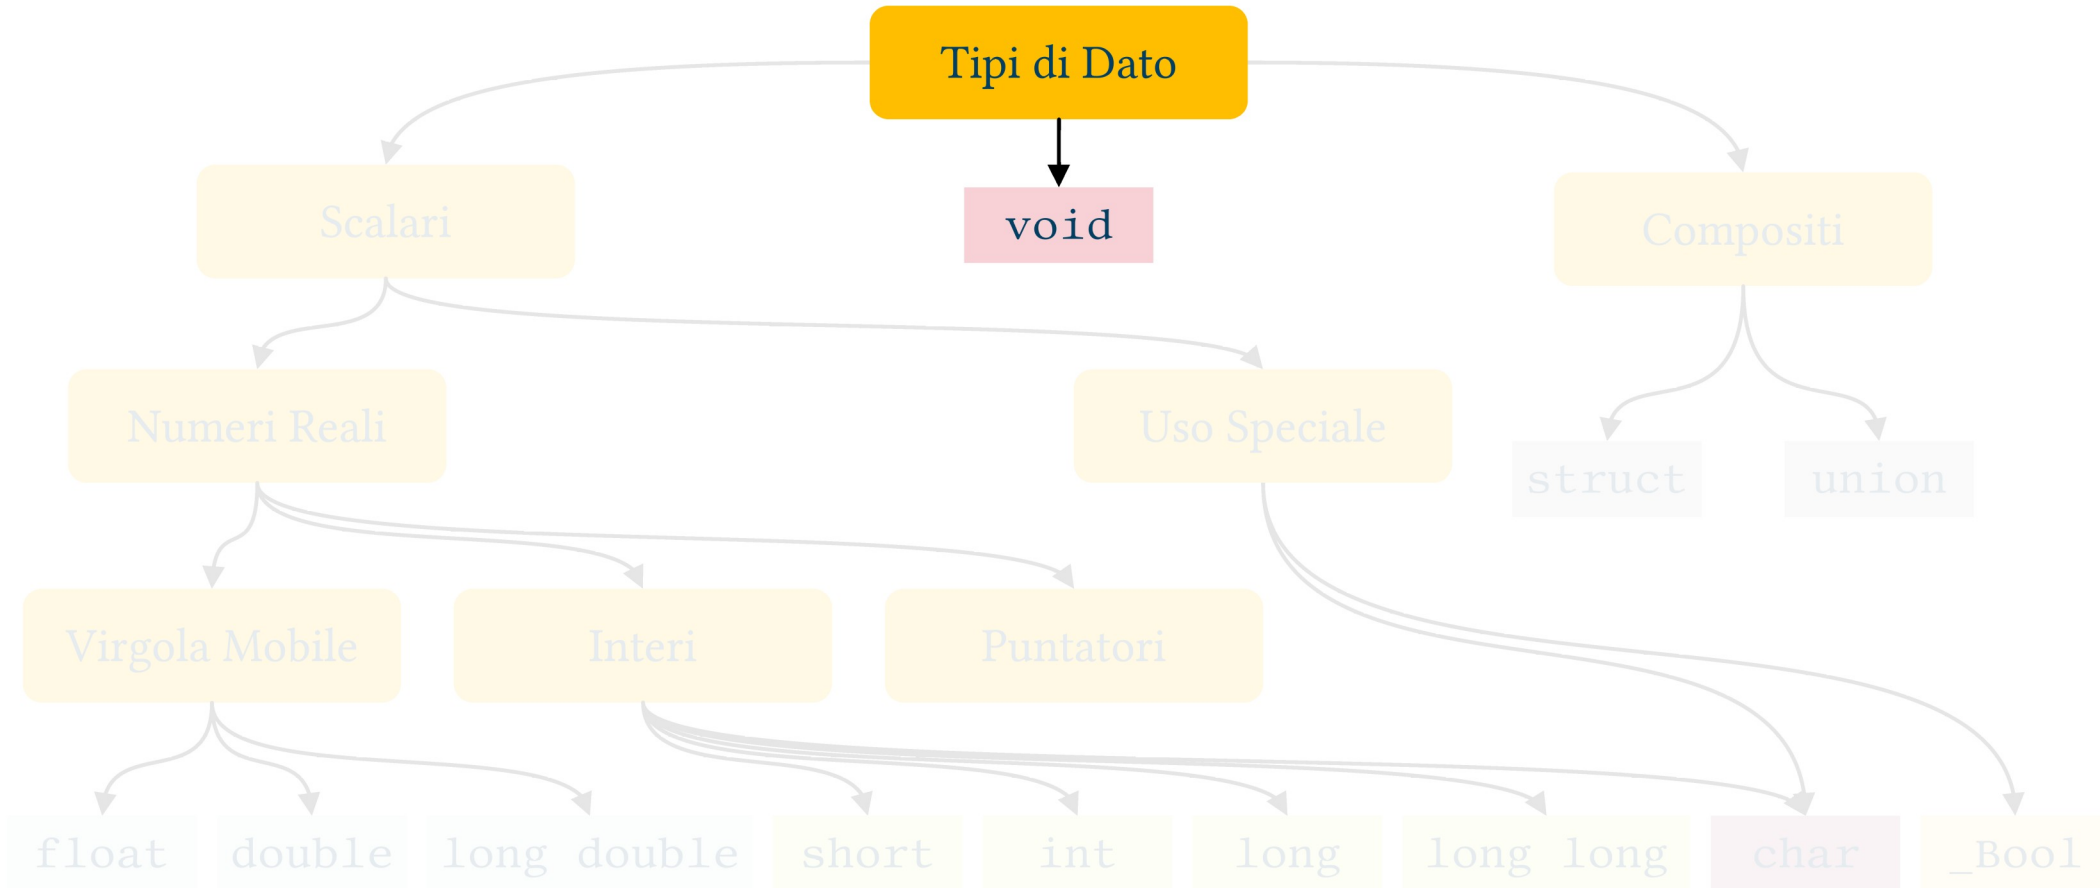 Tipi di Dato
Scalari
void
Compositi
Numeri Reali
Uso Speciale
struct
union
Virgola Mobile
Interi
Puntatori
float
double
long double
short
int
long
long long
char
_Bool